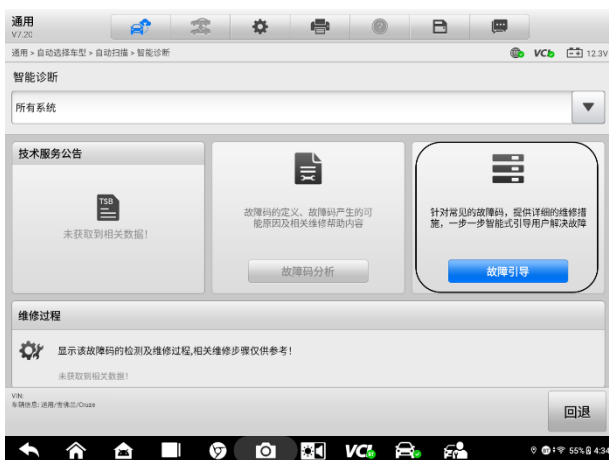 通用
V7.20
通用 > 自动选择车型 > 自动扫描 > 智能诊断
VCI
12.3V
智能诊断
所有系统
技术服务公告
TSB
未获取到相关数据!
故障码的定义、故障码产生的可
能原因及相关维修帮助内容
故障码分析
针对常见的故障码，提供详细的维修措
施，一步一步智能式引导用户解决故障
故障引导
维修过程
显示该故障码的检测及维修过程,相关维修步骤仅供参考!
未获取到相关数据!
VIN:
车辆信息: 通用/雪佛兰/Cruze
回退
VCI
55% 4:34